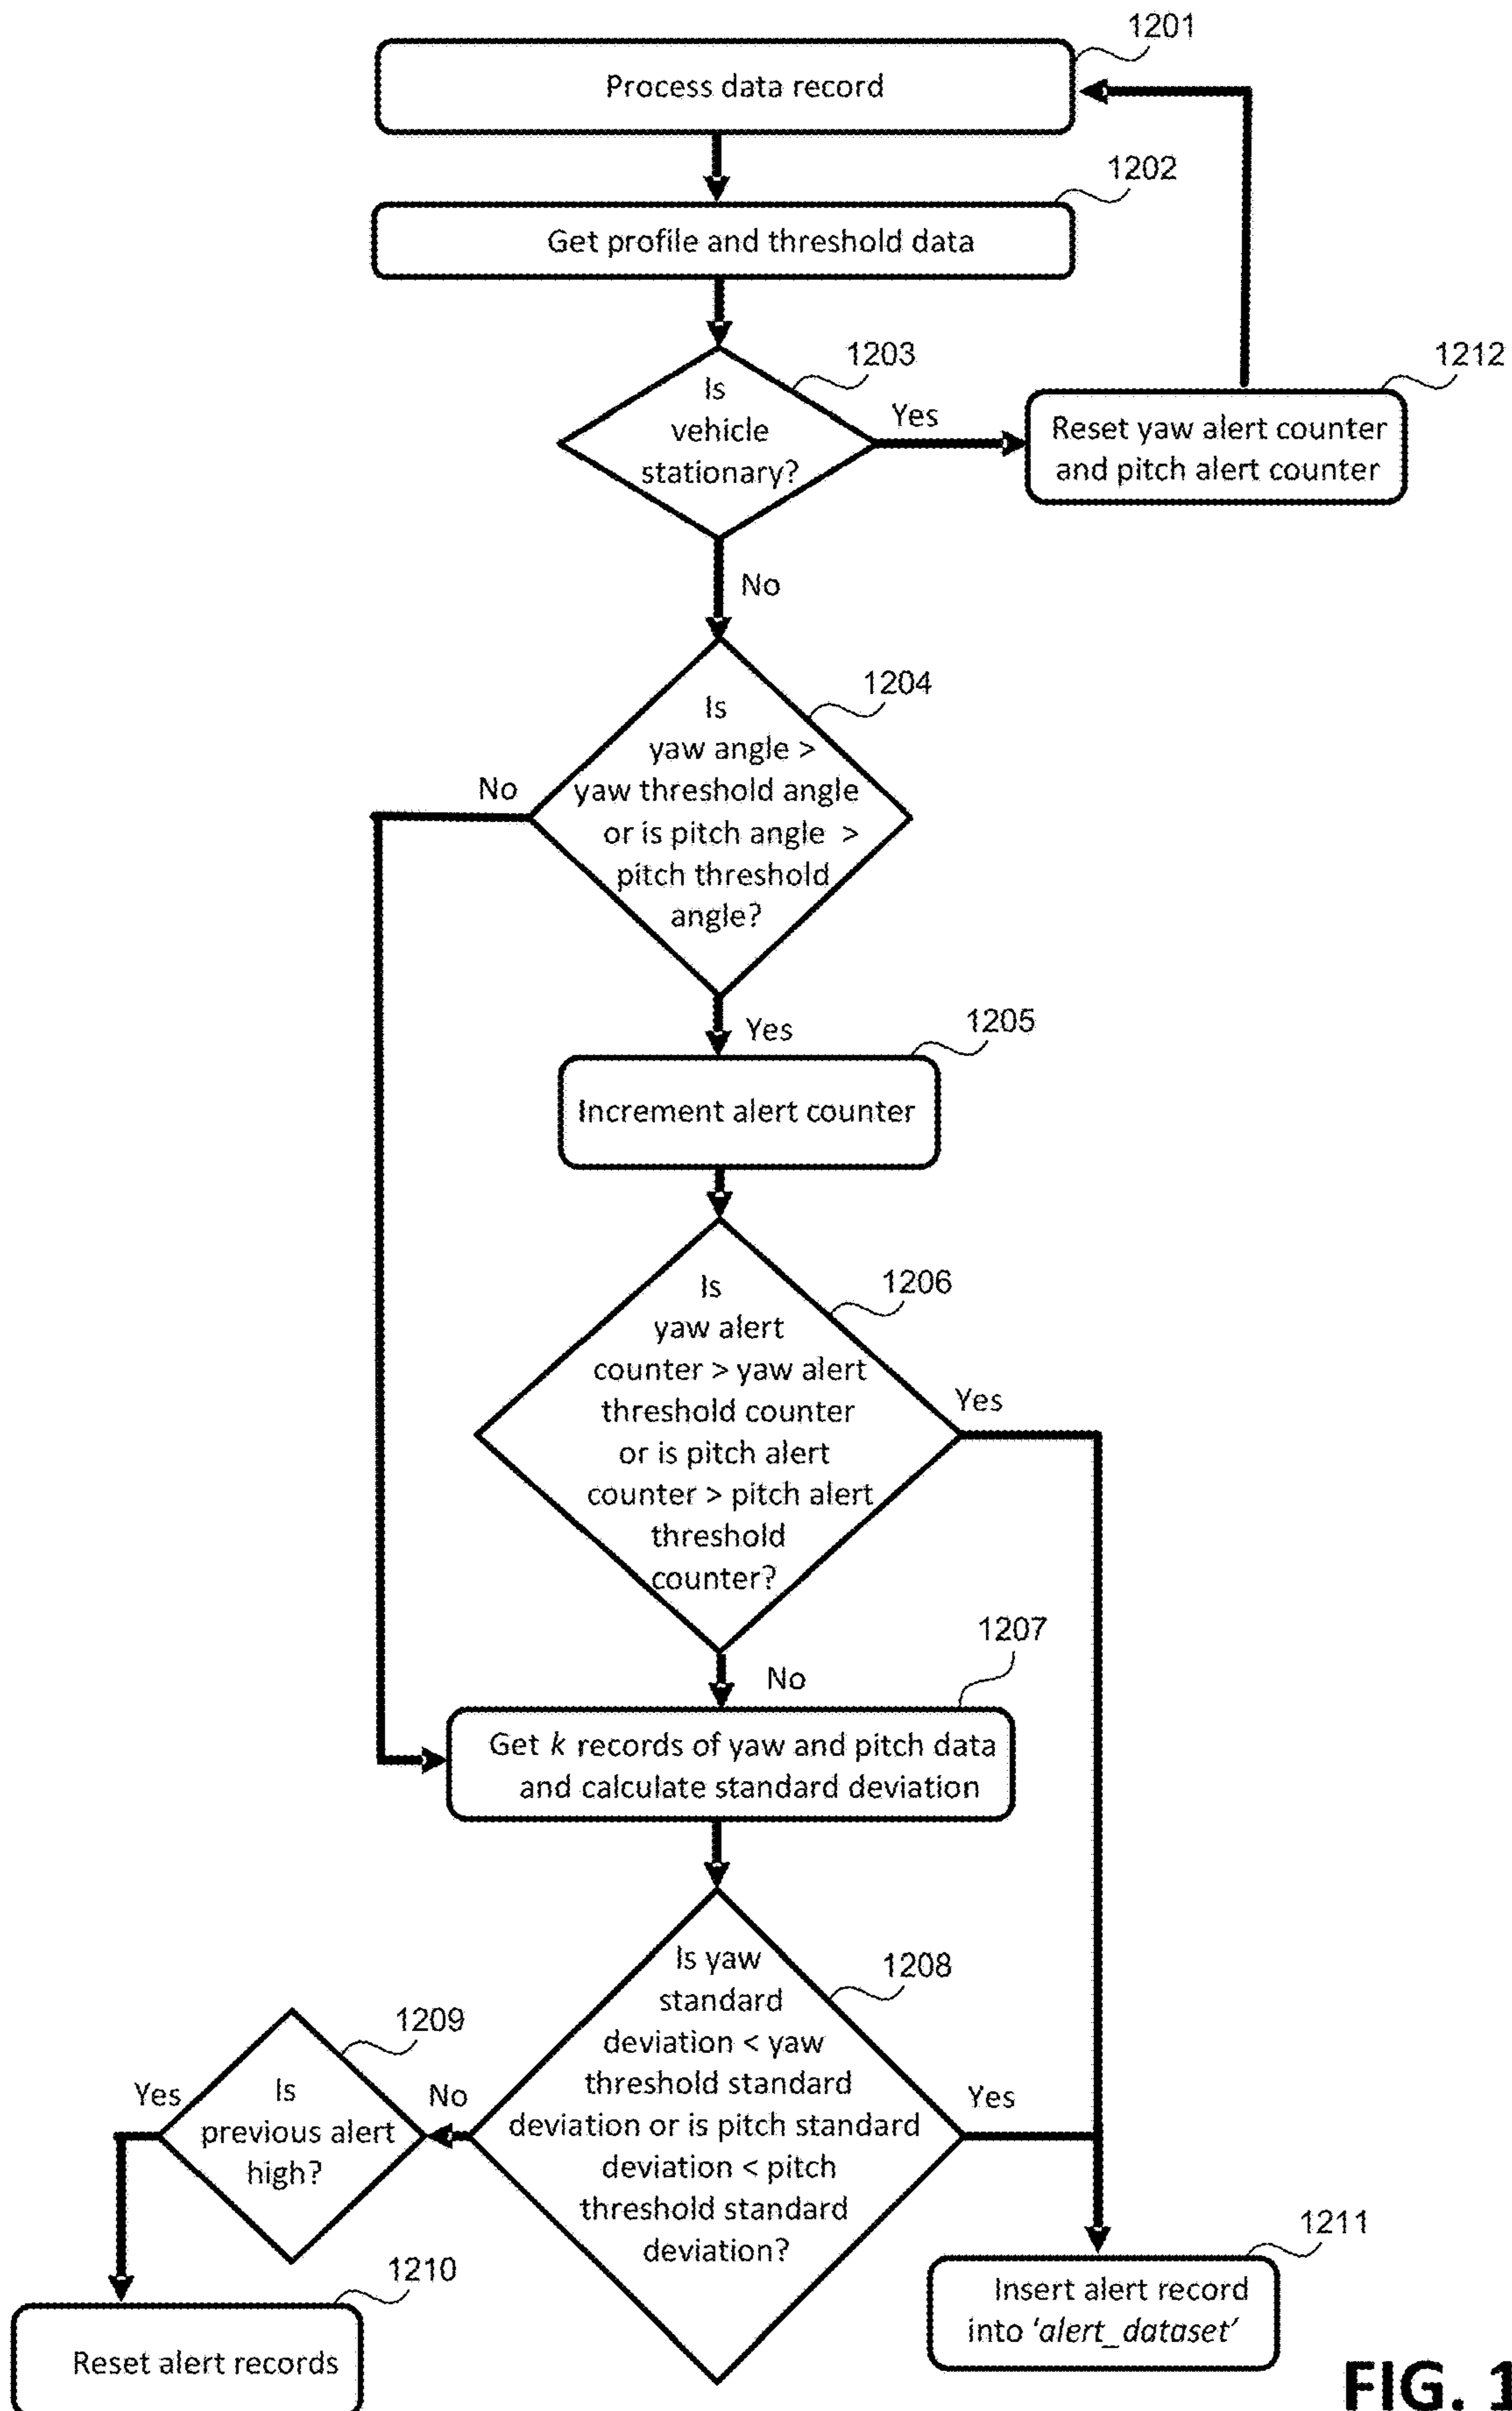 1201
Process data record
1202
Get profile and threshold data
1203
Is
vehicle
stationary?
Yes
1212
Reset yaw alert counter
and pitch alert counter
No
1204
Is
yaw angle >
yaw threshold angle
or is pitch angle >
pitch threshold
angle?
No
Yes
1205
Increment alert counter
1206
Is
yaw alert
counter > yaw alert
threshold counter
or is pitch alert
counter > pitch alert
threshold
counter?
Yes
No
1207
Get k records of yaw and pitch data
and calculate standard deviation
1208
Is yaw
standard
deviation < yaw
threshold standard
deviation or is pitch standard
deviation < pitch
threshold standard
deviation?
Yes
No
1209
Is
previous alert
high?
Yes
1210
Reset alert records
1211
Insert alert record
into 'alert_dataset'
FIG. 1